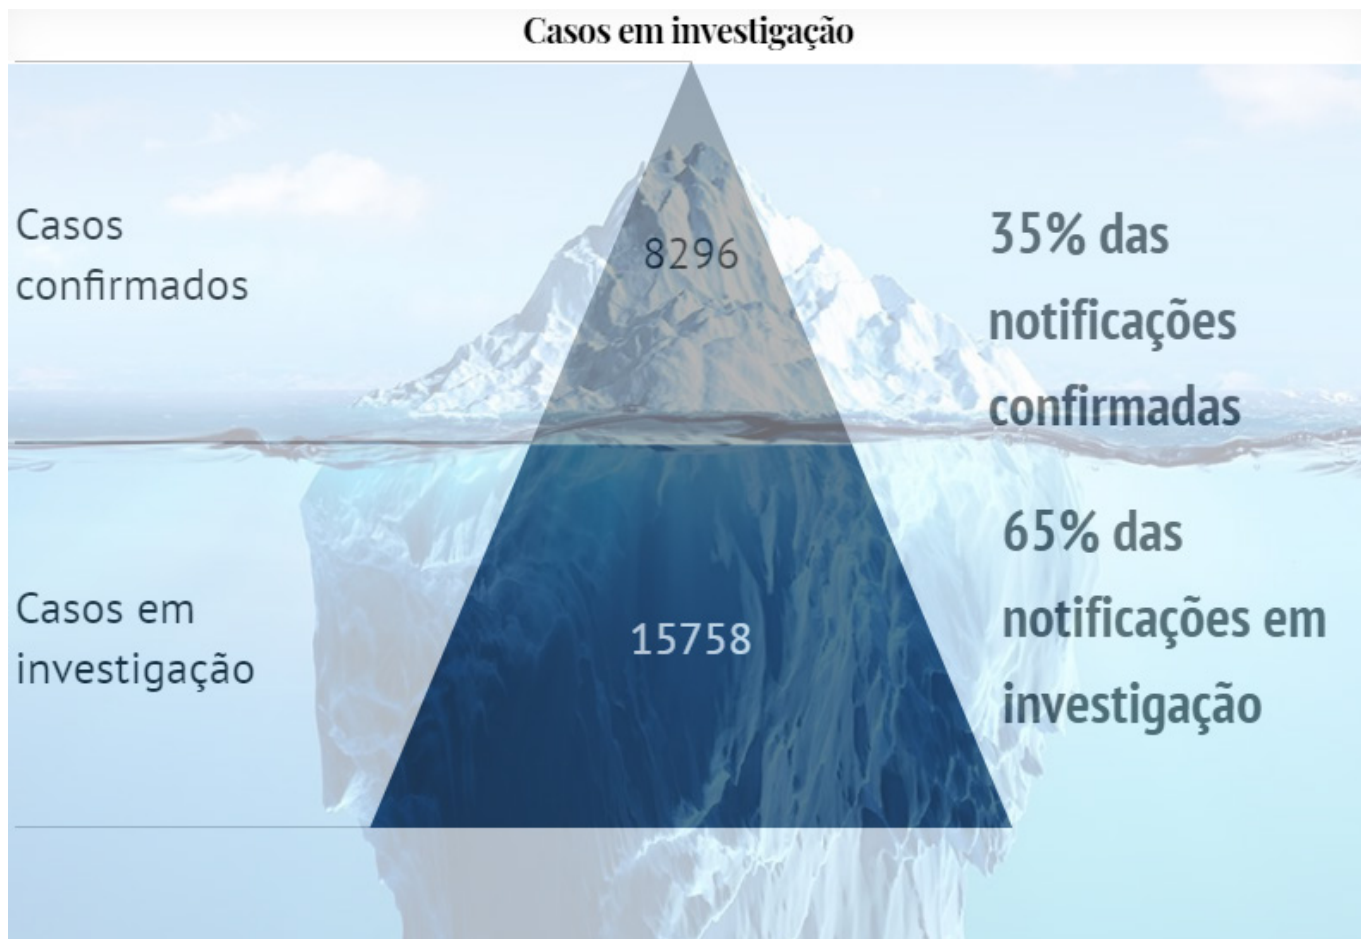 Casos em investigação
Casos
confirmados
8296
35% das
notificações
confirmadas
Casos em
investigação
15758
65% das
notificações em
investigação